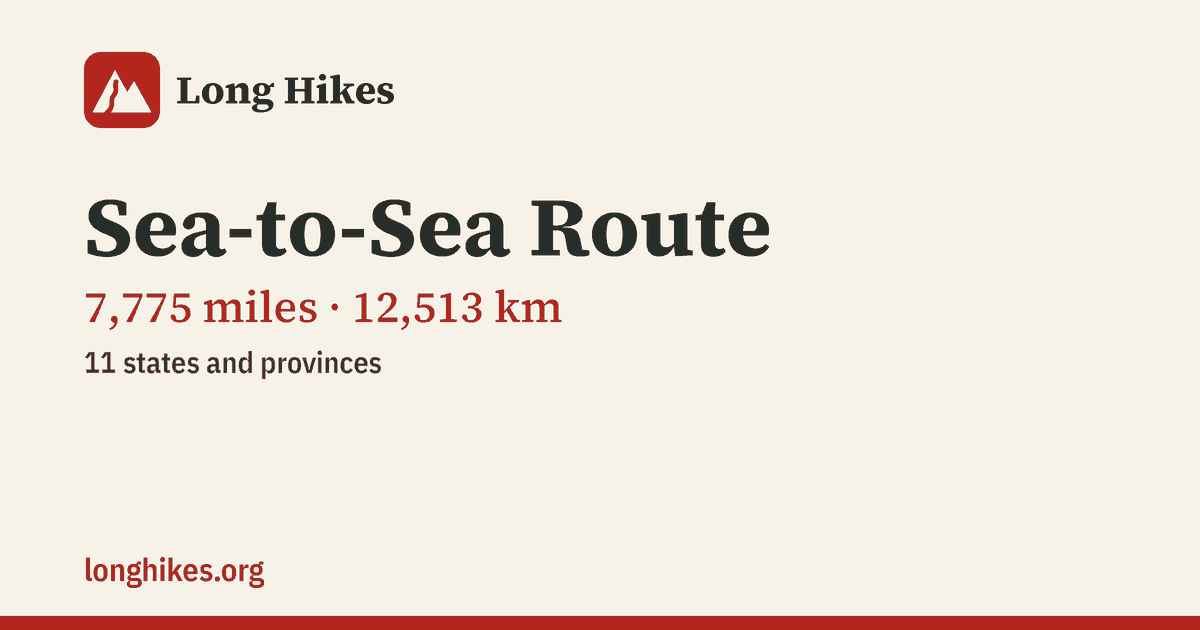 Long Hikes
Sea-to-Sea Route
7,775 miles · 12,513 km
11 states and provinces
longhikes.org